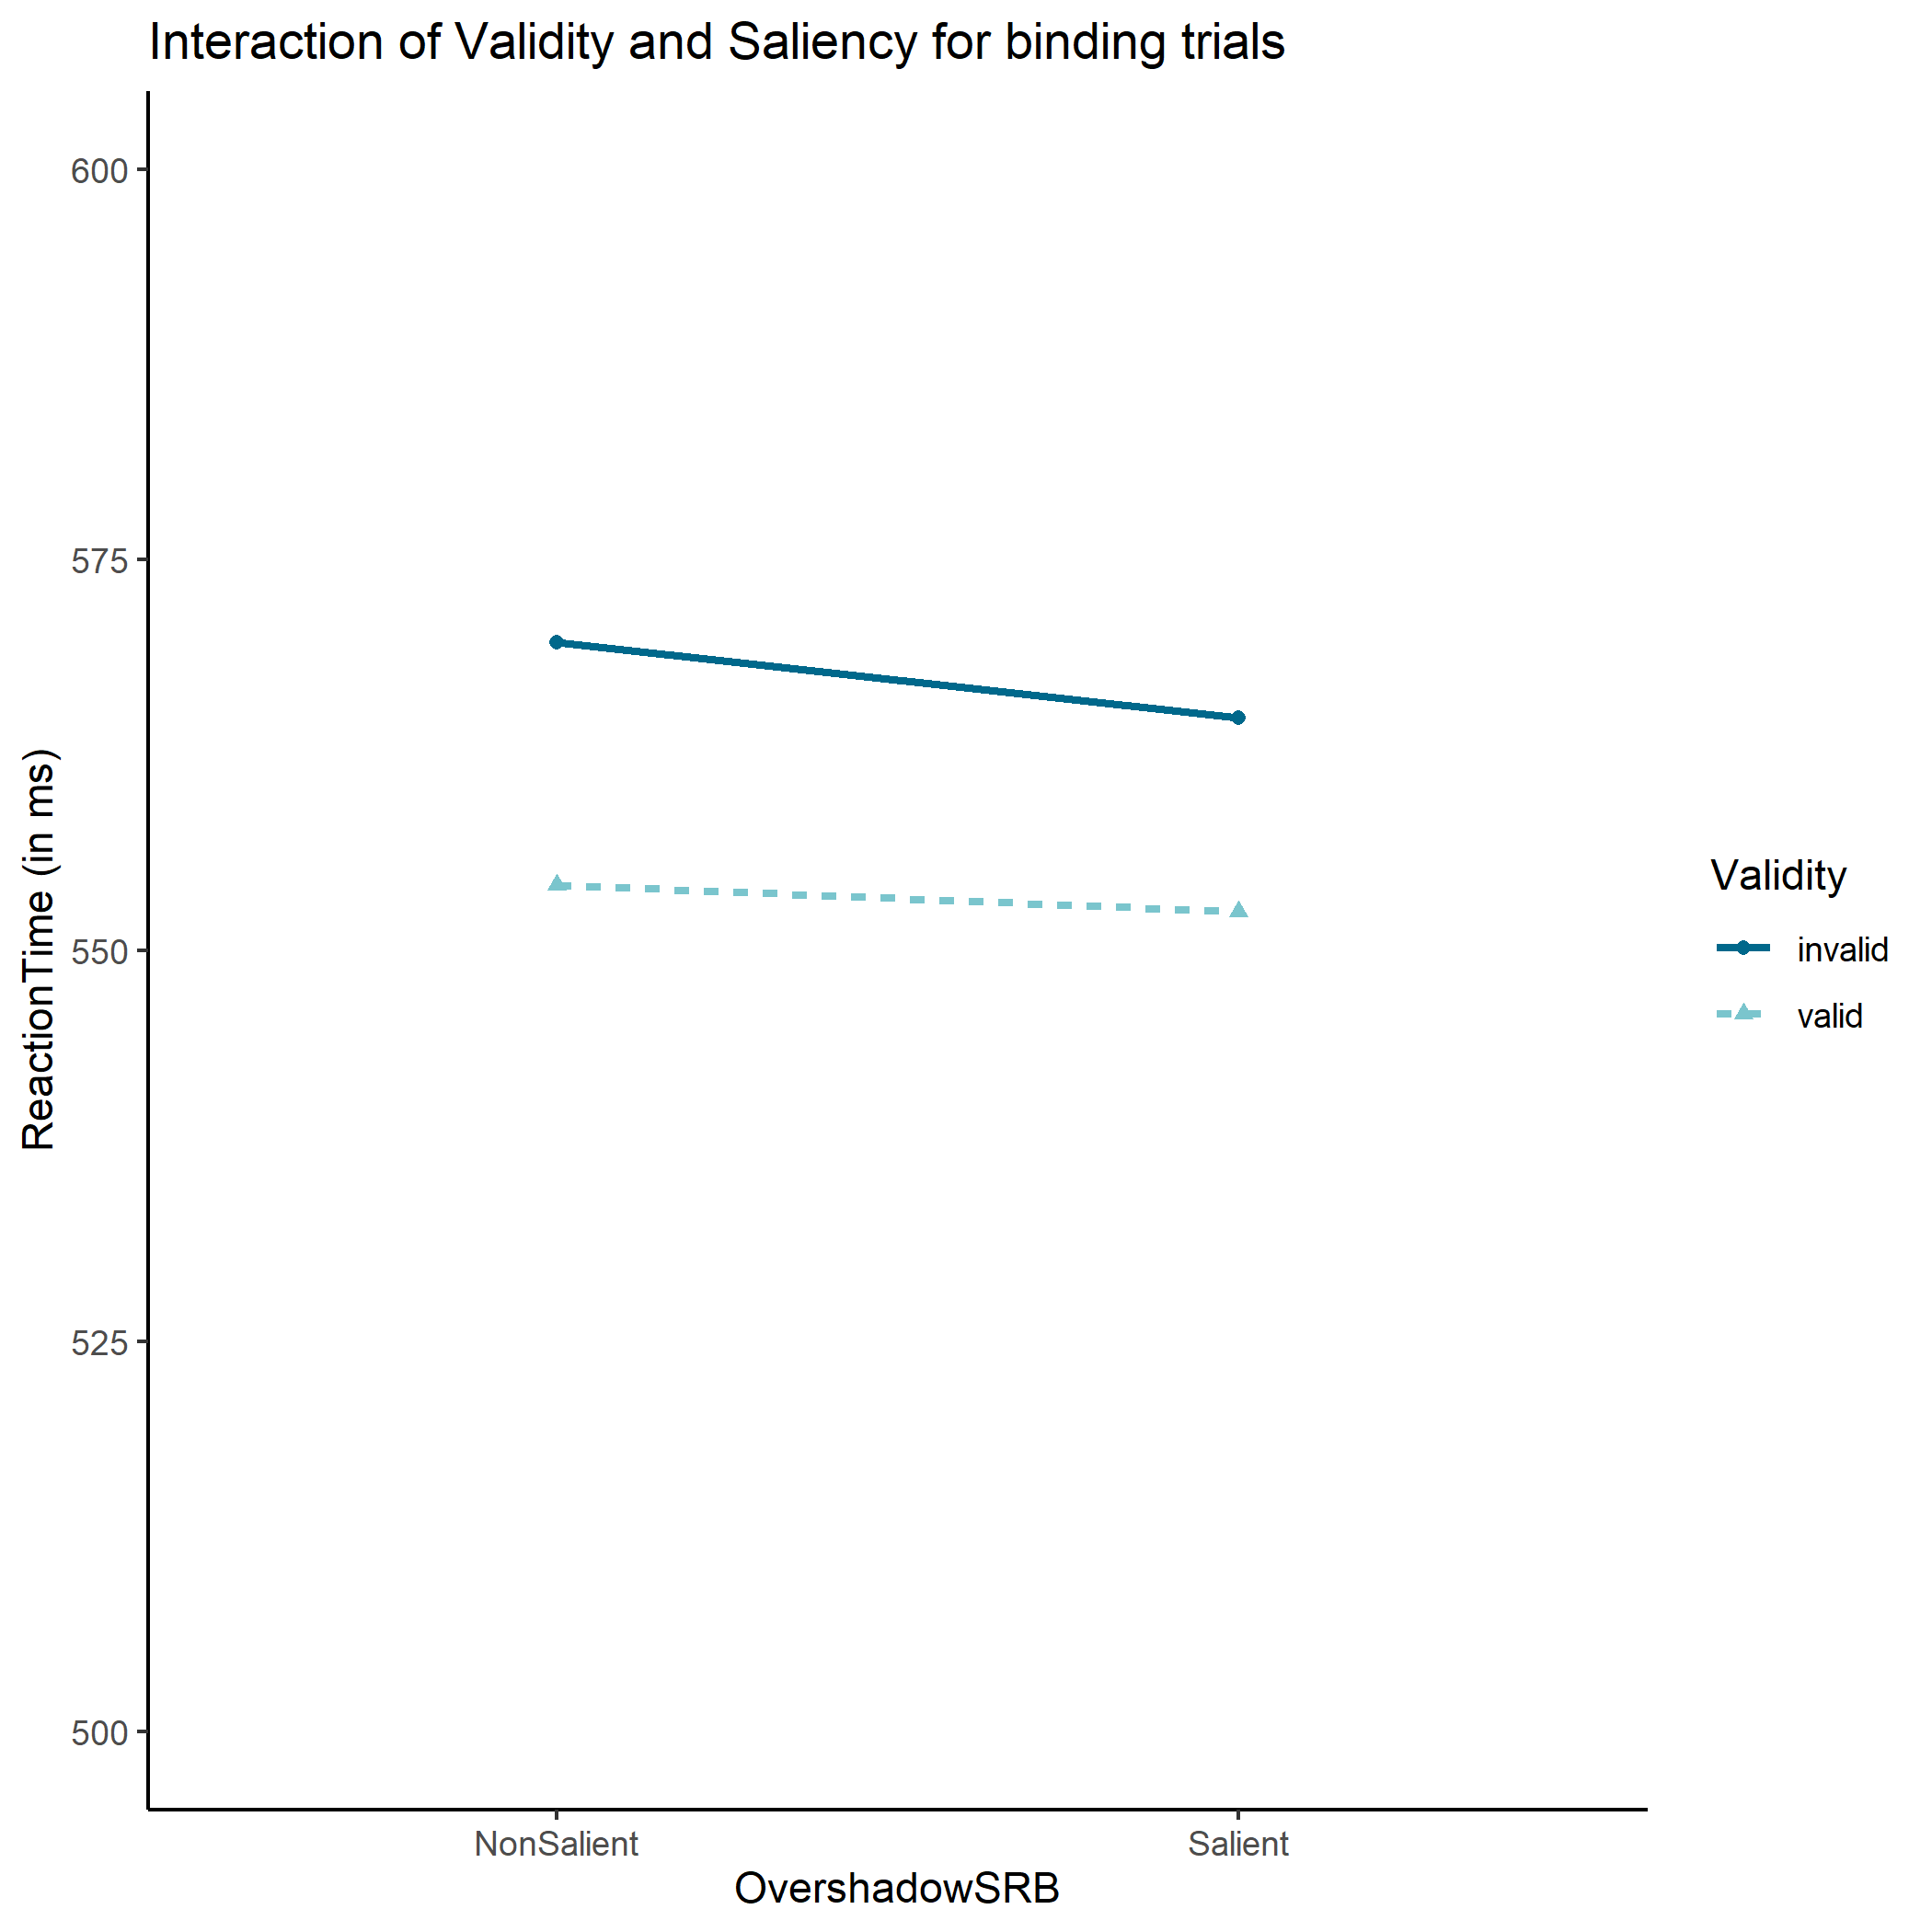 Interaction of Validity and Saliency for binding trials
600
575
550
525
500
ReactionTime (in ms)
NonSalient
Salient
OvershadowSRB
Validity
invalid
valid